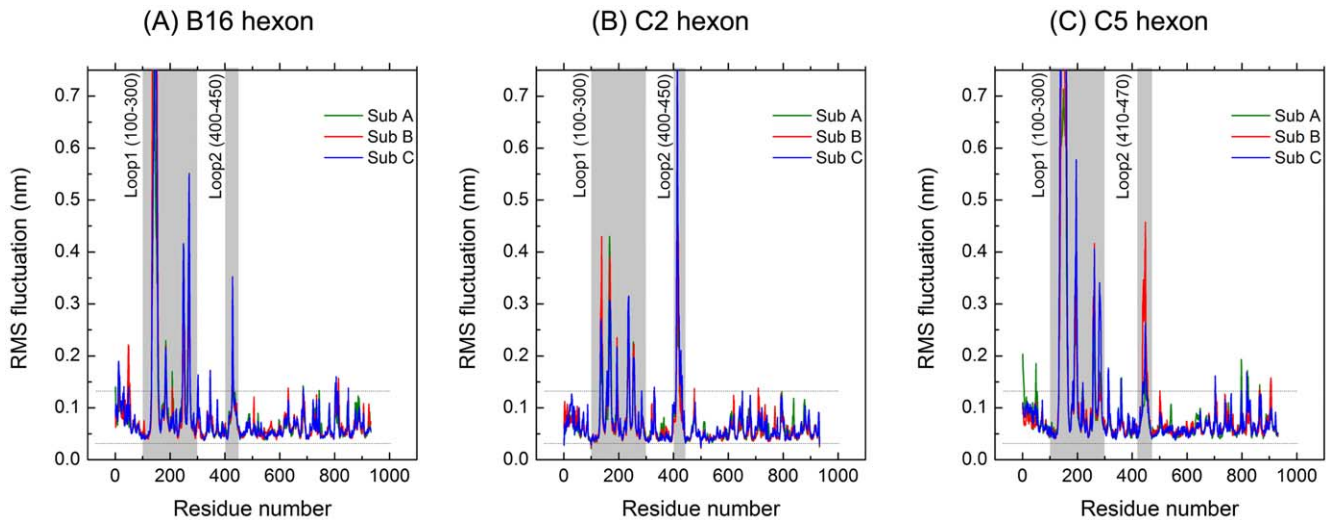 (A) B16 hexon
RMS fluctuation (nm)
0.7
0.6
0.5
0.4
0.3
0.2
0.1
0.0
Loop1 (100-300)
Loop2 (400-450)
Sub A
Sub B
Sub C
0 200 400 600 800 1000
Residue number
(B) C2 hexon
RMS fluctuation (nm)
0.7
0.6
0.5
0.4
0.3
0.2
0.1
0.0
Loop1 (100-300)
Loop2 (400-450)
Sub A
Sub B
Sub C
0 200 400 600 800 1000
Residue number
(C) C5 hexon
RMS fluctuation (nm)
0.7
0.6
0.5
0.4
0.3
0.2
0.1
0.0
Loop1 (100-300)
Loop2 (410-470)
Sub A
Sub B
Sub C
0 200 400 600 800 1000
Residue number